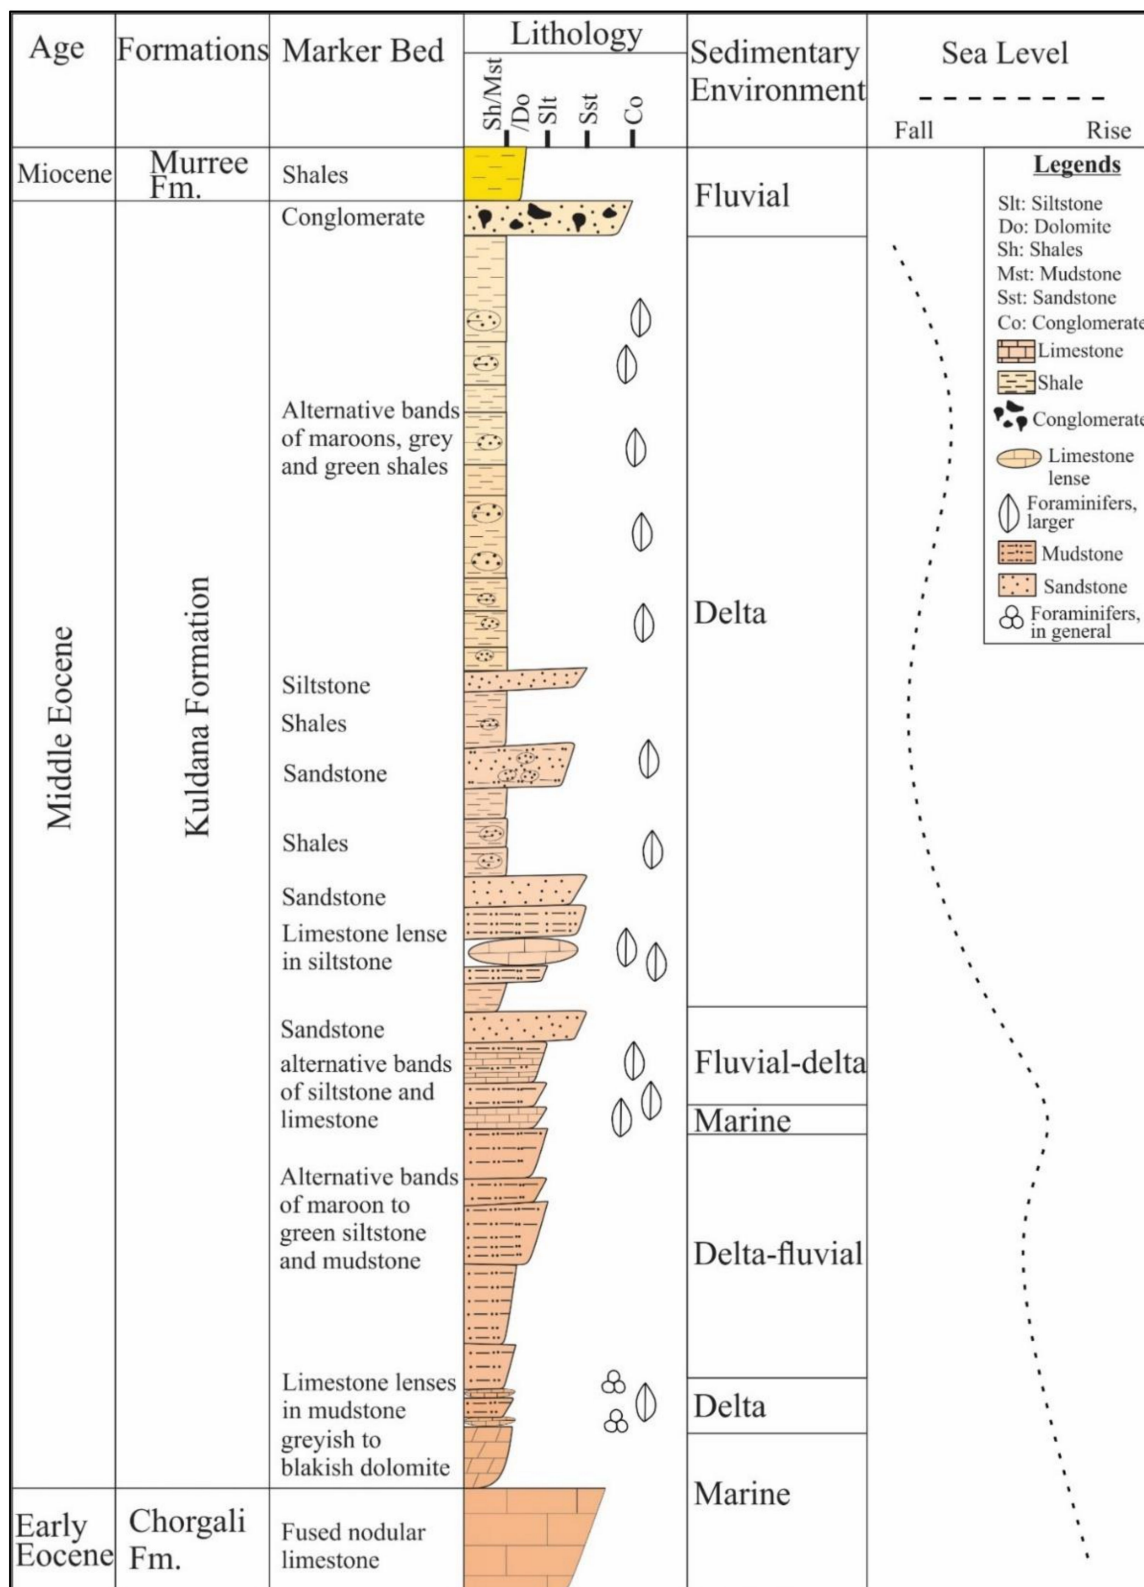 Age
Formations
Marker Bed
Lithology
Sh/Mst
/Do
Slt
Sst
Co
Sedimentary
Environment
Sea Level
Fall
Rise
Miocene
Murree
Fm.
Shales
Fluvial
Conglomerate
Legends
Slt: Siltstone
Do: Dolomite
Sh: Shales
Mst: Mudstone
Sst: Sandstone
Co: Conglomerate
Limestone
Shale
Conglomerate
Limestone
lense
Foraminifers,
larger
Mudstone
Sandstone
Foraminifers,
in general
Middle Eocene
Kuldana Formation
Alternative bands
of maroons, grey
and green shales
Delta
Siltstone
Shales
Sandstone
Shales
Sandstone
Limestone lense
in siltstone
Sandstone
alternative bands
of siltstone and
limestone
Fluvial-delta
Marine
Alternative bands
of maroon to
green siltstone
and mudstone
Delta-fluvial
Limestone lenses
in mudstone
greyish to
blakish dolomite
Delta
Marine
Early
Eocene
Chorgali
Fm.
Fused nodular
limestone